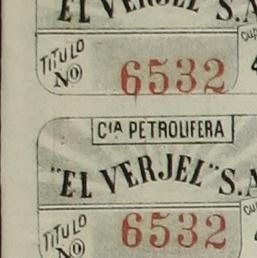 "EL VERJEL" S.A
TITULO
Nº 6532
CIA PETROLIFERA
"EL VERJEL" S.A
TITULO
Nº 6532